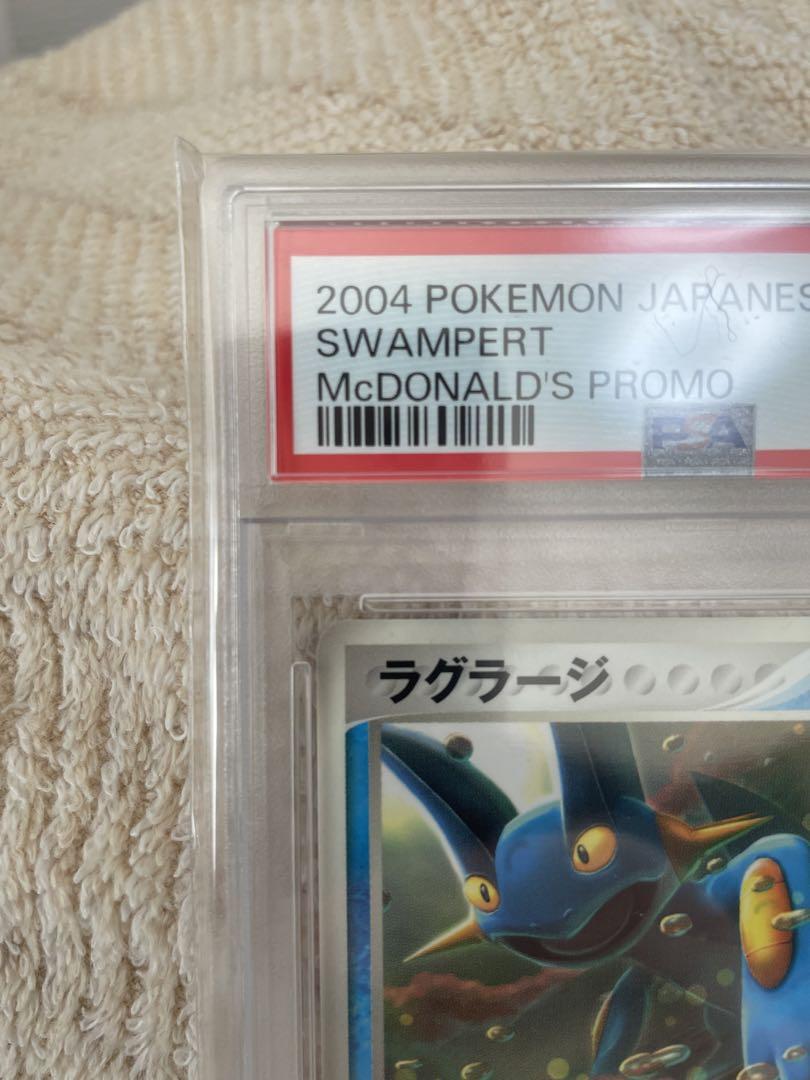 2004 POKEMON JAPANES
SWAMPERT
McDONALD'S PROMO
PSA
ラグラージ